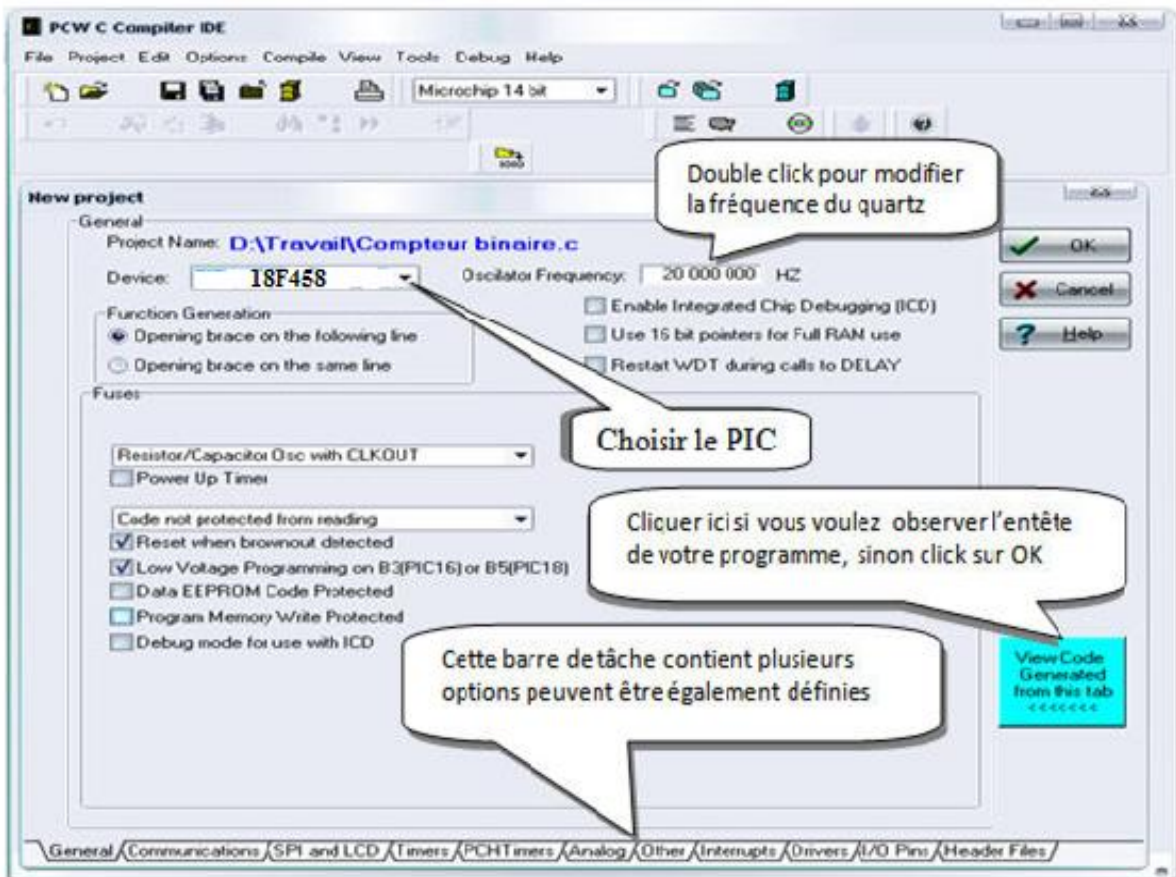 PCW C Compiler IDE
File Project Edit Options Compile View Tools Debug Help
Microchip 14 bit
Double click pour modifier
la fréquence du quartz
New project
General
Project Name: D:\Travail\Compteur binaire.c
Device: 18F458 Oscilator Frequency: 20 000 000 HZ
OK
Function Generation
Enable Integrated Chip Debugging (ICD)
Cancel
Opening brace on the following line
Use 16 bit pointers for Full RAN use
Help
Opening brace on the same line
Restart WDT during calls to DELAY
Fuses
Choisir le PIC
Resistor/Capacitor Osc with CLKOUT
Power Up Timer
Code not protected from reading
Clicuer ici si vous voulez observer l'entête
de votre programme, sinon click sur OK
Reset when brownout detected
Low Voltage Programming on B3(PIC16) or B5(PIC18)
Data EEPROM Code Protected
Program Memory Write Protected
Debug mode for use with ICD
Cette barre de tâche contient plusieurs
options peuvent être également définies
View Code
Generated
from this tab
<<<<<<<
General Communications SPI and LCD Timers PCHTimers Analog Other Interrupts Drivers I/O Pins Header Files